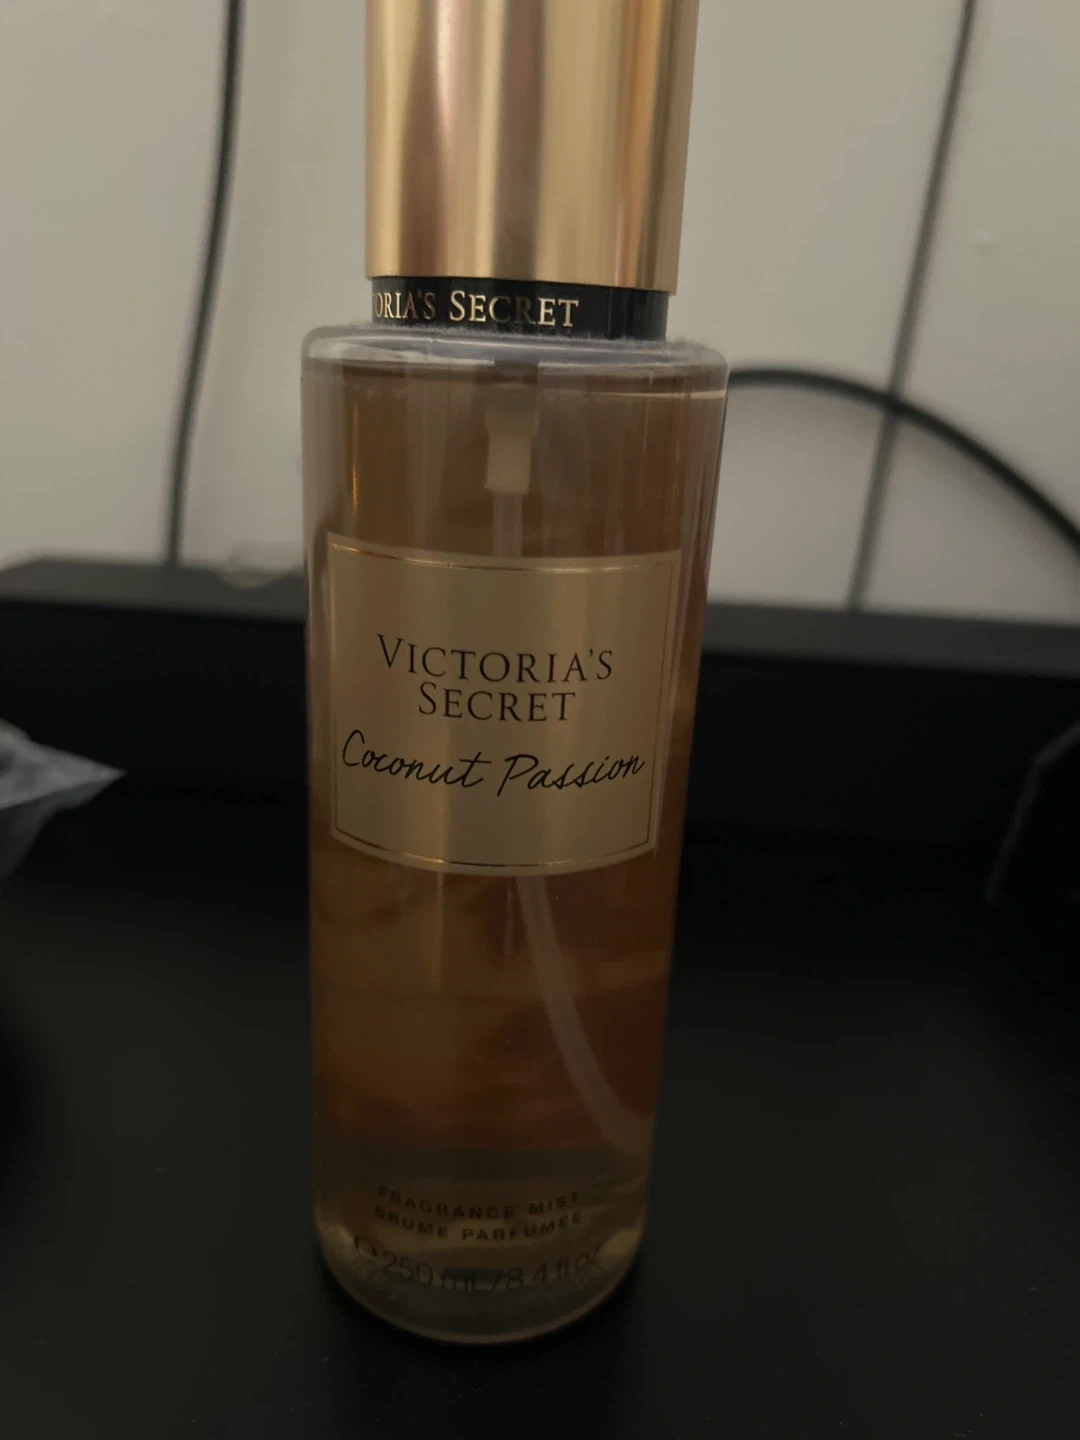 ORIA'S SECRET
VICTORIA'S
SECRET
Coconut Passion
FRAGRANCE MIST
BRUME PARFUMÉE
℮ 250 mL/8.4 fl oz